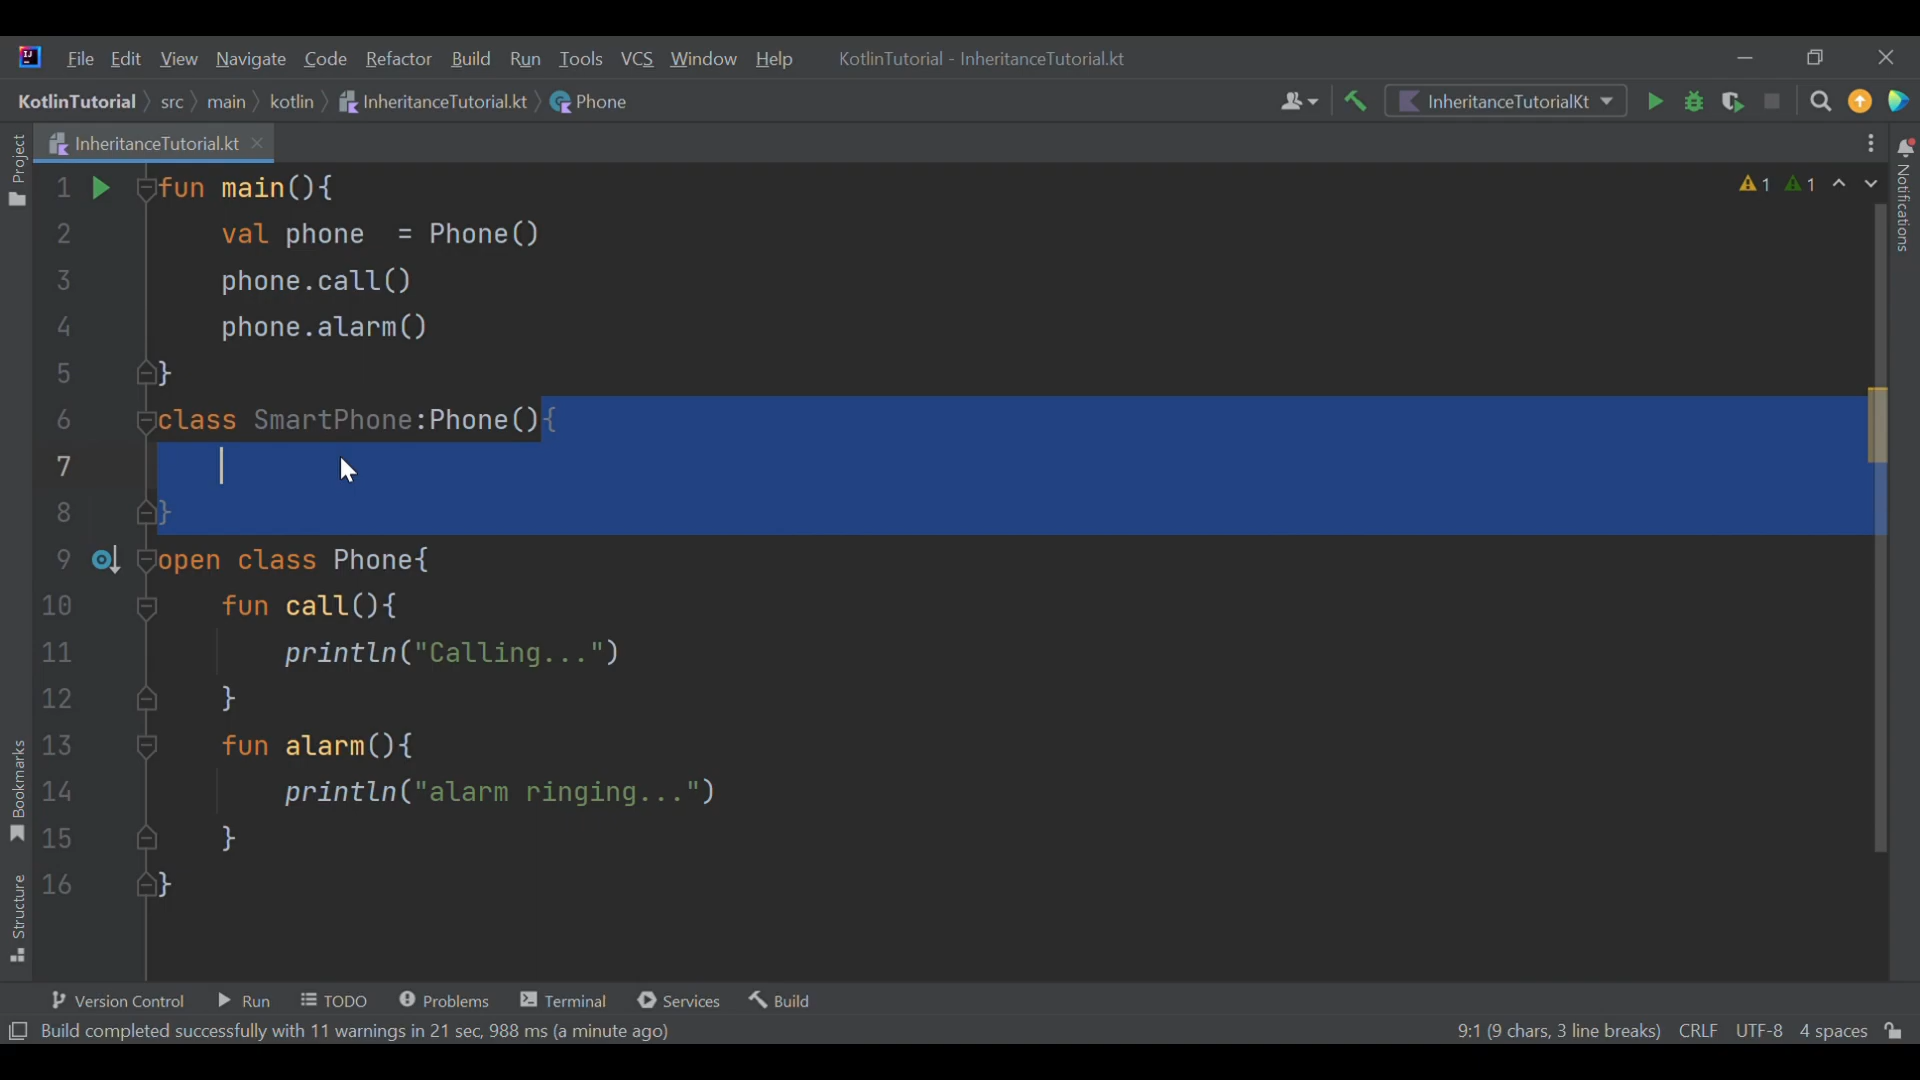 File Edit View Navigate Code Refactor Build Run Tools VCS Window Help KotlinTutorial - InheritanceTutorial.kt
KotlinTutorial src main kotlin InheritanceTutorial.kt Phone InheritanceTutorialKt
Project
InheritanceTutorial.kt
Notifications
1 fun main(){ 1 1
2 val phone  = Phone()
3 phone.call()
4 phone.alarm()
5 }
6 class SmartPhone:Phone(){
7
8 }
9 open class Phone{
10 fun call(){
11 println("Calling...")
12 }
13 fun alarm(){
14 println("alarm ringing...")
15 }
16 }
Bookmarks
Structure
Version Control Run TODO Problems Terminal Services Build
Build completed successfully with 11 warnings in 21 sec, 988 ms (a minute ago) 9:1 (9 chars, 3 line breaks) CRLF UTF-8 4 spaces